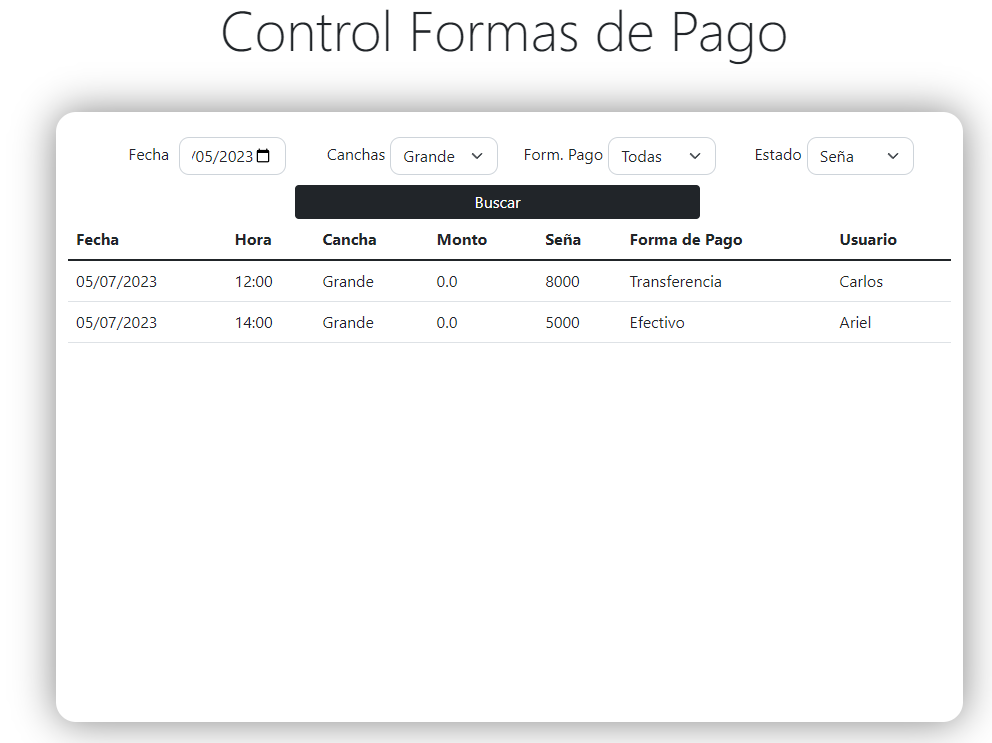 Control Formas de Pago
Fecha /05/2023 Canchas Grande Form. Pago Todas Estado Seña
Buscar
Fecha Hora Cancha Monto Seña Forma de Pago Usuario
05/07/2023 12:00 Grande 0.0 8000 Transferencia Carlos
05/07/2023 14:00 Grande 0.0 5000 Efectivo Ariel